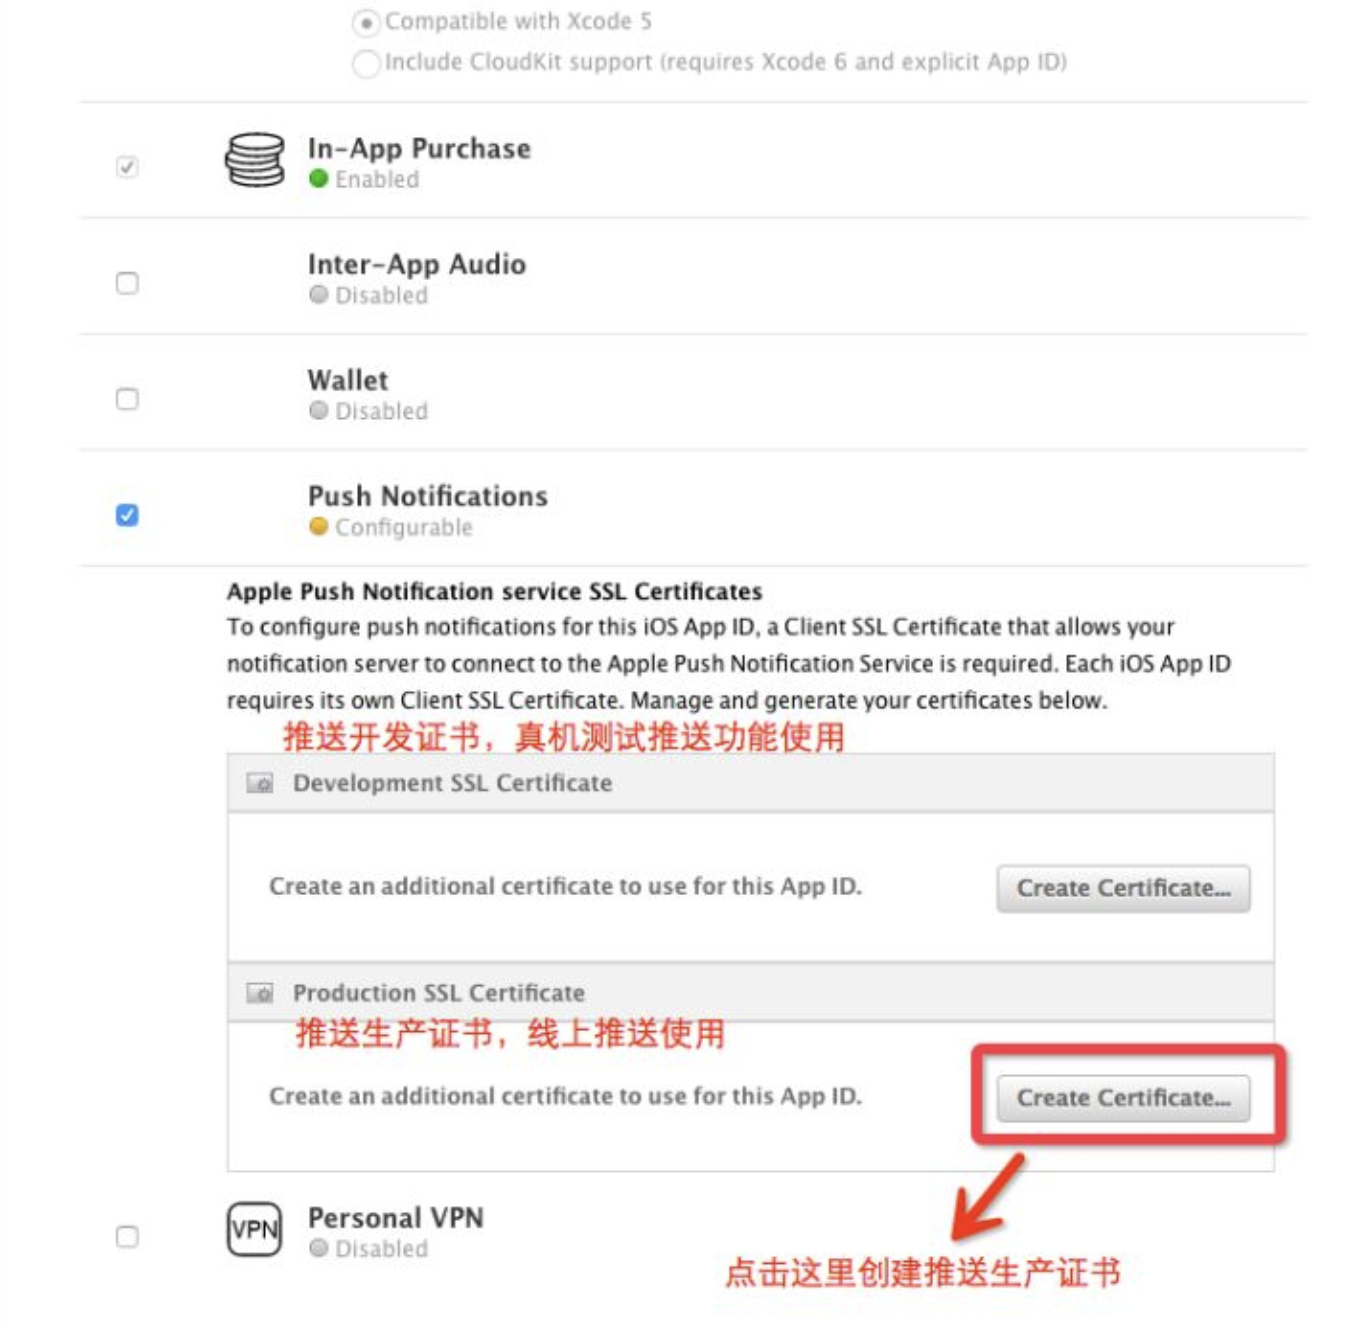 Compatible with Xcode 5
Include CloudKit support (requires Xcode 6 and explicit App ID)
In-App Purchase
Enabled
Inter-App Audio
Disabled
Wallet
Disabled
Push Notifications
Configurable
Apple Push Notification service SSL Certificates
To configure push notifications for this iOS App ID, a Client SSL Certificate that allows your
notification server to connect to the Apple Push Notification Service is required. Each iOS App ID
requires its own Client SSL Certificate. Manage and generate your certificates below.
推送开发证书，真机测试推送功能使用
Development SSL Certificate
Create an additional certificate to use for this App ID.
Create Certificate...
Production SSL Certificate
推送生产证书，线上推送使用
Create an additional certificate to use for this App ID.
Create Certificate...
VPN
Personal VPN
Disabled
点击这里创建推送生产证书